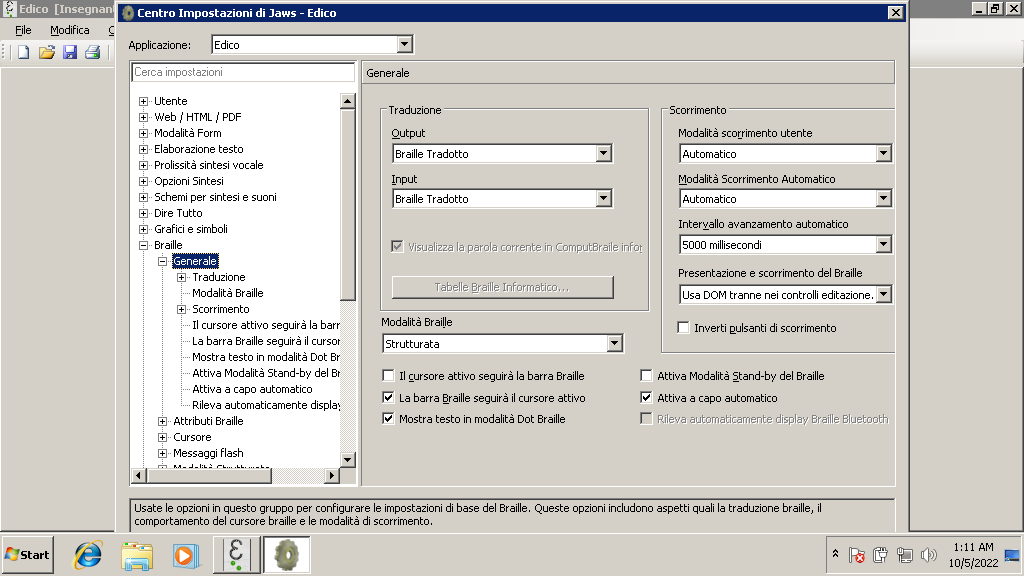 Edico [Insegnant
Centro Impostazioni di Jaws - Edico
File Modifica
Applicazione: Edico
Cerca impostazioni
Utente
Web / HTML / PDF
Modalità Form
Elaborazione testo
Prolissità sintesi vocale
Opzioni Sintesi
Schemi per sintesi e suoni
Dire Tutto
Grafici e simboli
Braille
Generale
Traduzione
Modalità Braille
Scorrimento
Il cursore attivo seguirà la barr
La barra Braille seguirà il cursor
Mostra testo in modalità Dot Br
Attiva Modalità Stand-by del Br
Attiva a capo automatico
Rileva automaticamente display
Attributi Braille
Cursore
Messaggi flash
Modalità Strutturata
Generale
Traduzione
Output
Braille Tradotto
Input
Braille Tradotto
Visualizza la parola corrente in ComputBraile infor
Tabelle Braille Informatico...
Modalità Braille
Strutturata
Scorrimento
Modalità scorrimento utente
Automatico
Modalità Scorrimento Automatico
Automatico
Intervallo avanzamento automatico
5000 millisecondi
Presentazione e scorrimento del Braille
Usa DOM tranne nei controlli editazione.
Inverti pulsanti di scorrimento
Il cursore attivo seguirà la barra Braille
La barra Braille seguirà il cursore attivo
Mostra testo in modalità Dot Braille
Attiva Modalità Stand-by del Braille
Attiva a capo automatico
Rileva automaticamente display Braille Bluetooth
Usate le opzioni in questo gruppo per configurare le impostazioni di base del Braille. Queste opzioni includono aspetti quali la traduzione braille, il
comportamento del cursore braille e le modalità di scorrimento.
Start
1:11 AM
10/5/2022